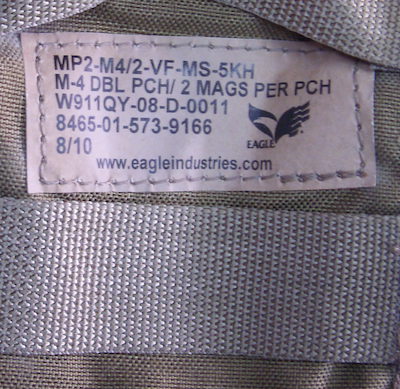 MP2-M4/2-VF-MS-5KH
M-4 DBL PCH/ 2 MAGS PER PCH
W911QY-08-D-0011
8465-01-573-9166
EAGLE
8/10
www.eagleindustries.com